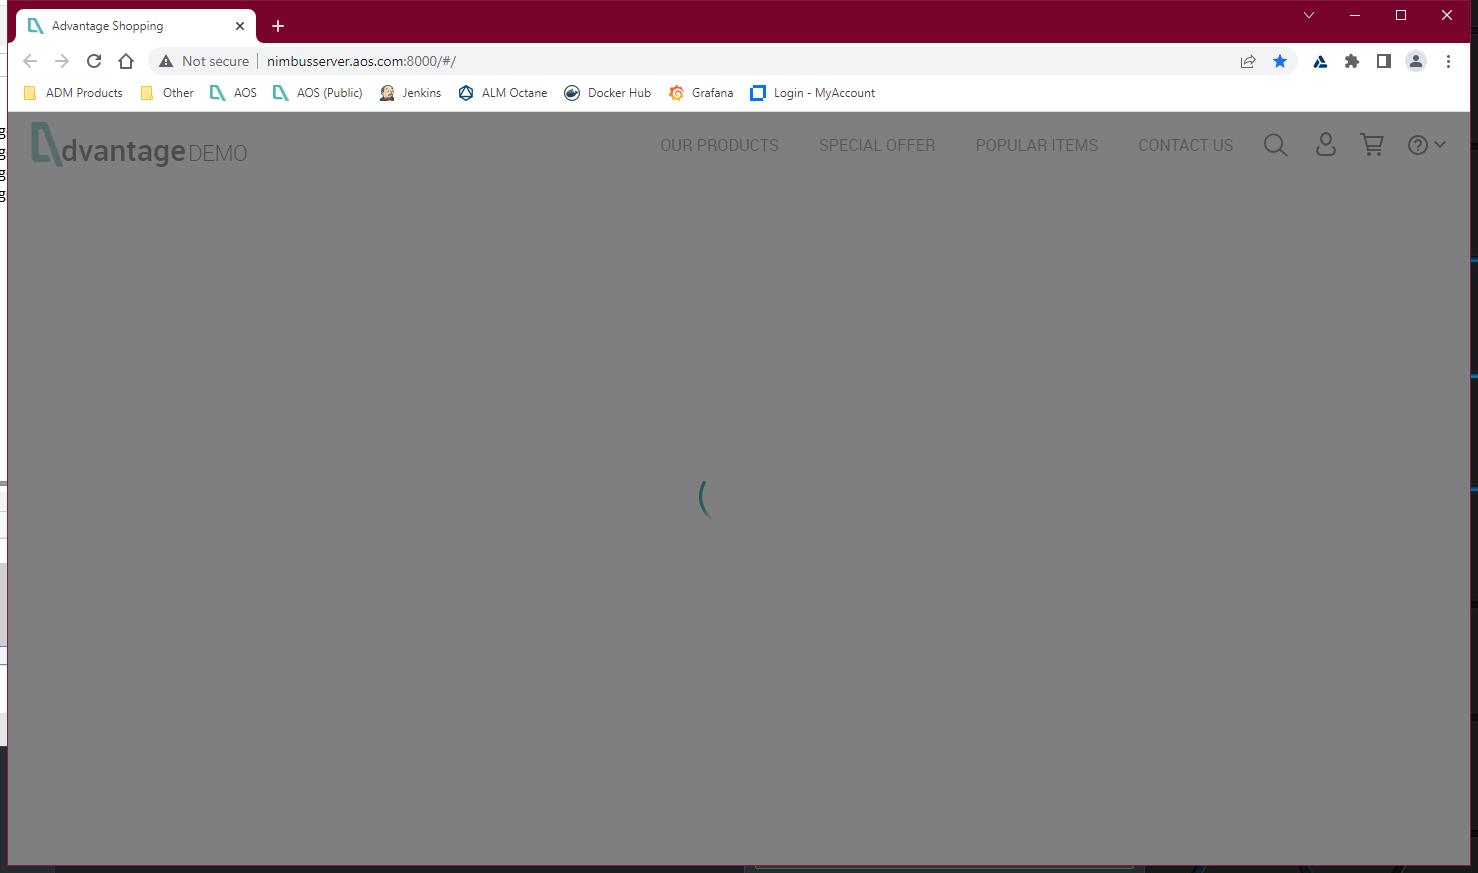 Advantage Shopping
Not secure nimbusserver.aos.com:8000/#/
ADM Products Other AOS AOS (Public) Jenkins ALM Octane Docker Hub Grafana Login - MyAccount
dvantage DEMO OUR PRODUCTS SPECIAL OFFER POPULAR ITEMS CONTACT US
g
g
g
g